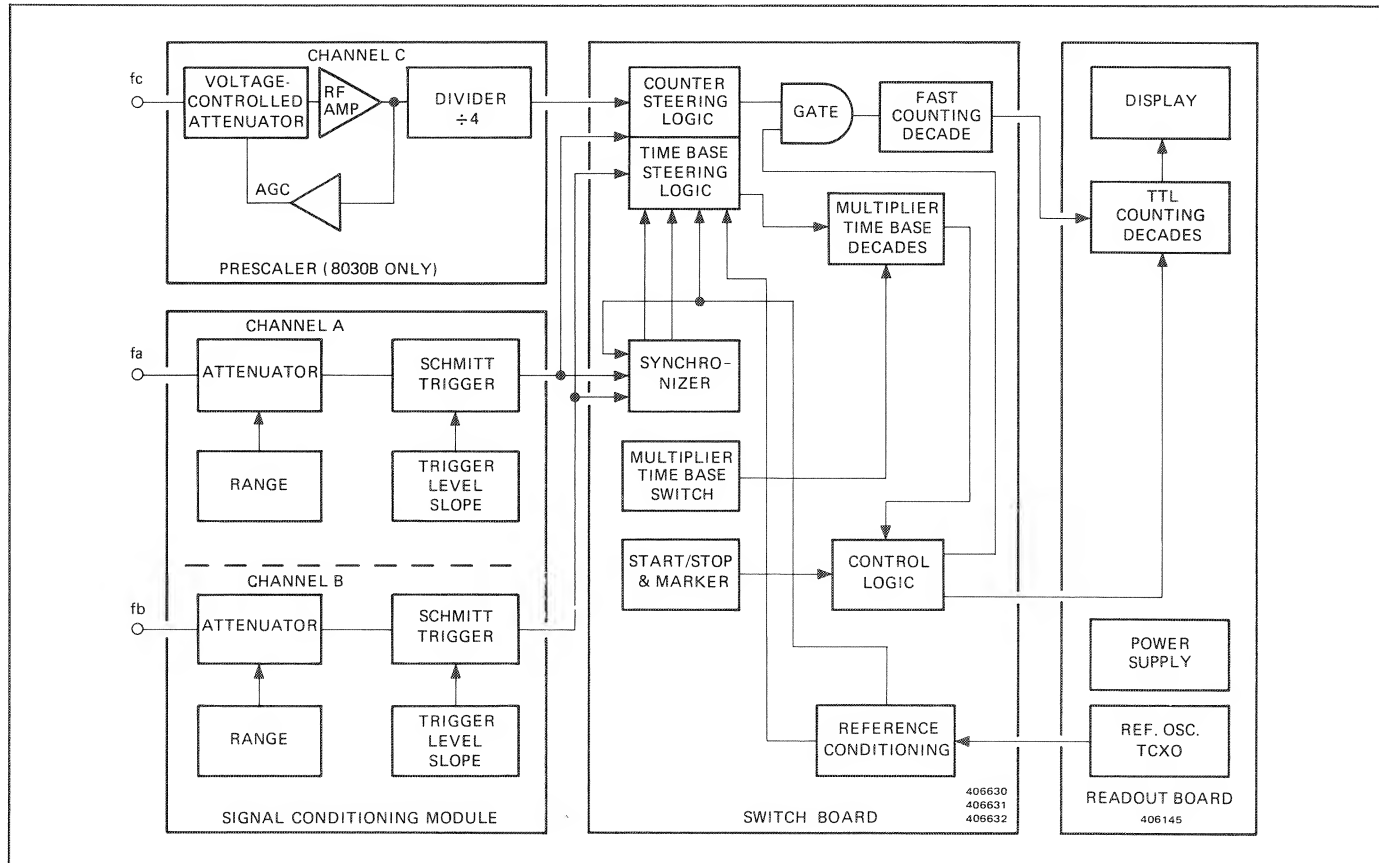 CHANNEL C
fc
VOLTAGE-
CONTROLLED
ATTENUATOR
RF
AMP
DIVIDER
÷4
AGC
PRESCALER (8030B ONLY)
CHANNEL A
fa
ATTENUATOR
SCHMITT
TRIGGER
RANGE
TRIGGER
LEVEL
SLOPE
CHANNEL B
fb
ATTENUATOR
SCHMITT
TRIGGER
RANGE
TRIGGER
LEVEL
SLOPE
SIGNAL CONDITIONING MODULE
COUNTER
STEERING
LOGIC
TIME BASE
STEERING
LOGIC
GATE
FAST
COUNTING
DECADE
MULTIPLIER
TIME BASE
DECADES
SYNCHRO-
NIZER
MULTIPLIER
TIME BASE
SWITCH
START/STOP
& MARKER
CONTROL
LOGIC
REFERENCE
CONDITIONING
406630
406631
406632
SWITCH BOARD
DISPLAY
TTL
COUNTING
DECADES
POWER
SUPPLY
REF. OSC.
TCXO
READOUT BOARD
406145